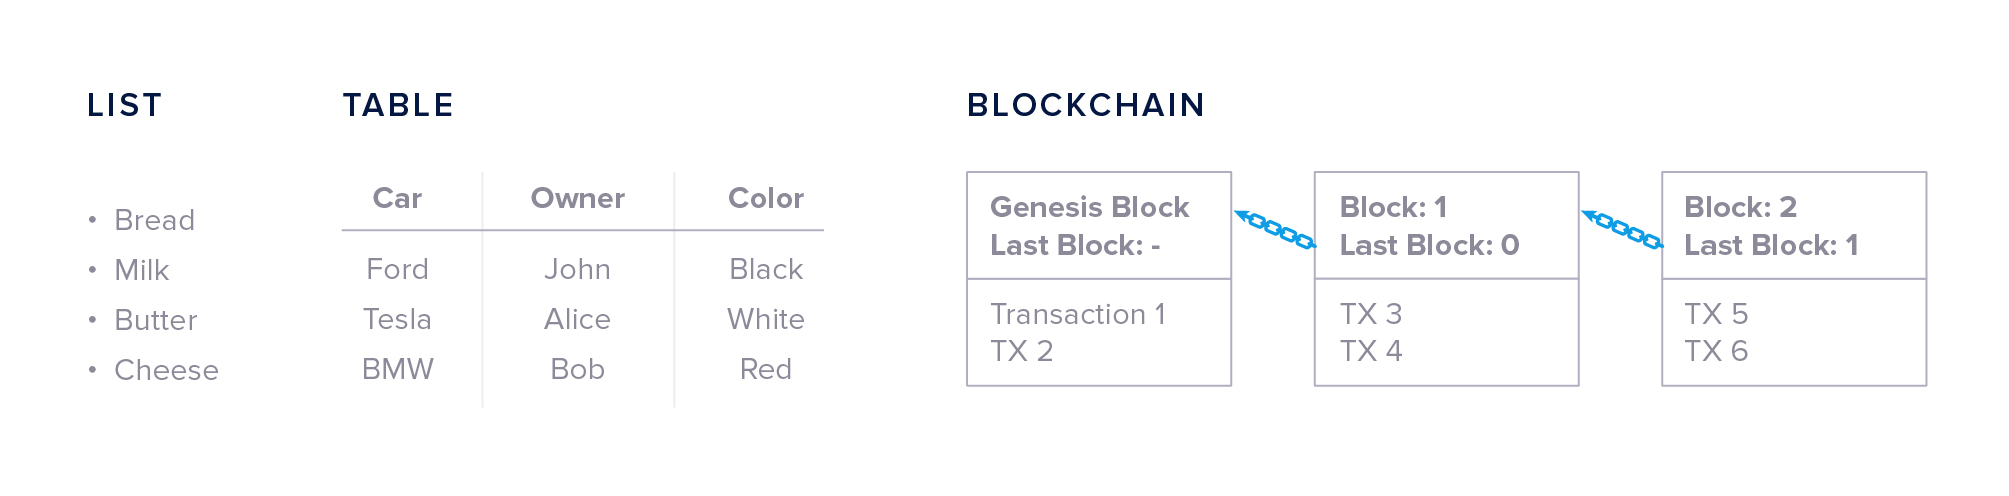 LIST
• Bread
• Milk
• Butter
• Cheese
TABLE
Car Owner Color
Ford John Black
Tesla Alice White
BMW Bob Red
BLOCKCHAIN
Genesis Block
Last Block: -
Transaction 1
TX 2
Block: 1
Last Block: 0
TX 3
TX 4
Block: 2
Last Block: 1
TX 5
TX 6